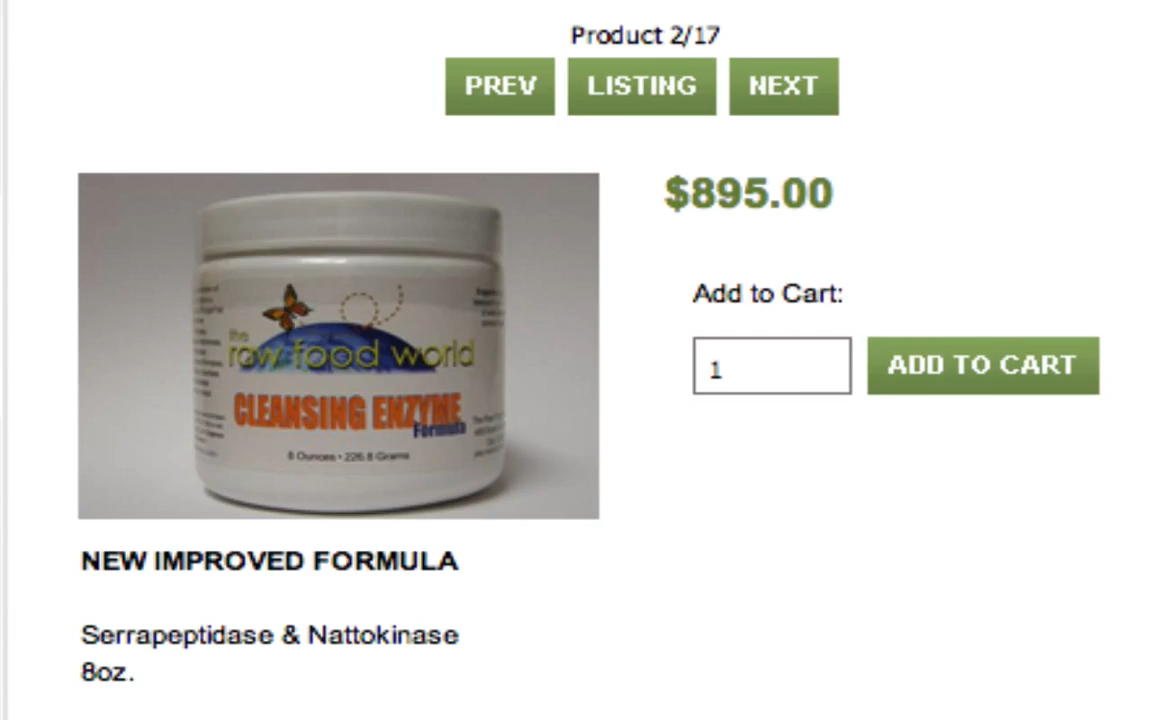 Product 2/17
PREV LISTING NEXT
$895.00
Add to Cart:
1 ADD TO CART
the
raw food world
CLEANSING ENZYME
Formula
8 Ounces • 226.8 Grams
NEW IMPROVED FORMULA
Serrapeptidase & Nattokinase
8oz.